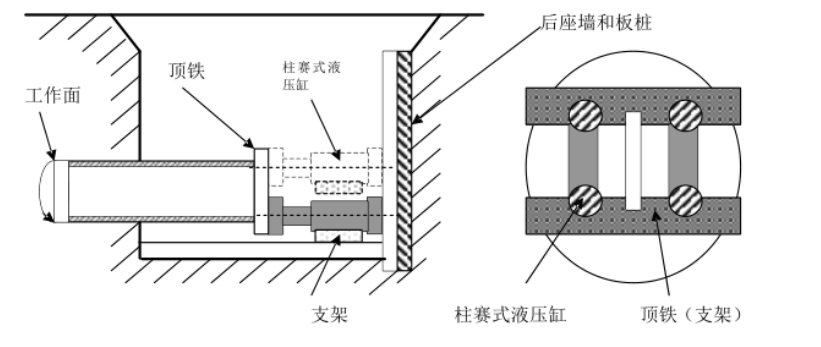 后座墙和板桩
顶铁
柱赛式液
压缸
工作面
支架
柱赛式液压缸
顶铁（支架）